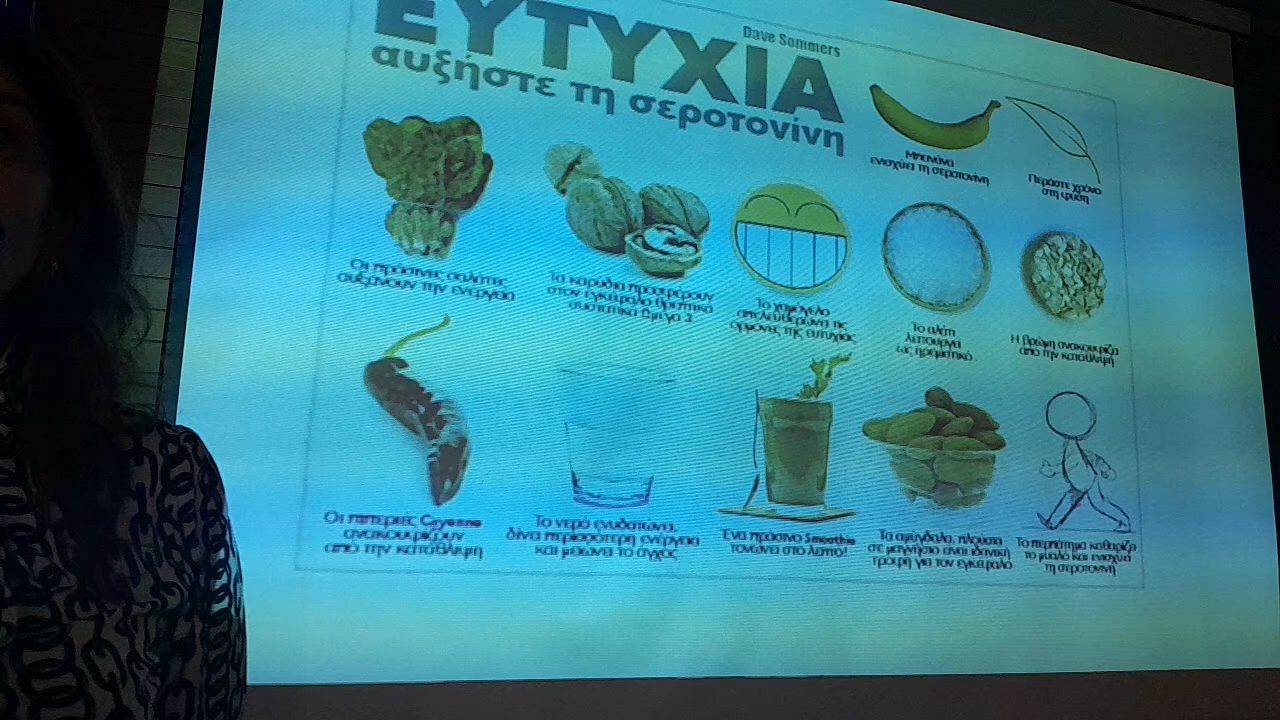 ΕΥΤΥΧΙΑ
Dave Sommers
αυξήστε τη σεροτονίνη
Μπανάνα
ενισχύει τη σεροτονίνη
Περάστε χρόνο
στη φύση
Οι πράσινες σαλάτες
αυξάνουν την ενέργεια
Τα καρύδια προσφέρουν
στον εγκέφαλο θρεπτικά
συστατικά Ωμέγα 3
Το χαμόγελο
απελευθερώνει τις
ορμόνες της ευτυχίας
Το αλάτι
λειτουργεί
ως ηρεμιστικό
Η βρώμη ανακουφίζει
από την κατάθλιψη
Οι πιπεριές Cayenne
ανακουφίζουν
από την κατάθλιψη
Το νερό ενυδατώνει,
δίνει περισσότερη ενέργεια
και μειώνει το άγχος
Ένα πράσινο Smoothie
τονώνει στο λεπτό!
Τα αμύγδαλα, πλούσια
σε μαγνήσιο είναι ιδανική
τροφή για τον εγκέφαλο
Το περπάτημα καθαρίζει
το μυαλό και ενισχύει
τη σεροτονίνη